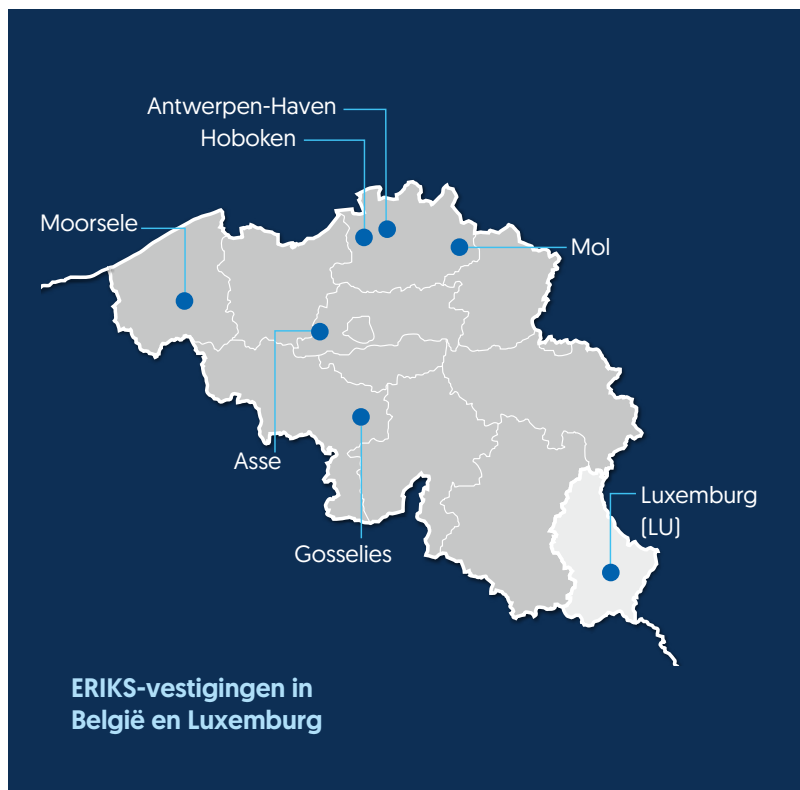 Antwerpen-Haven
Hoboken
Moorsele
Mol
Asse
Luxemburg
(LU)
Gosselies
ERIKS-vestigingen in
België en Luxemburg